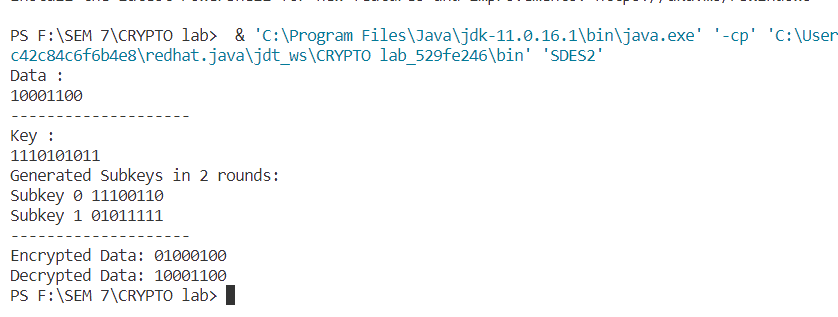 PS F:\SEM 7\CRYPTO lab>  & 'C:\Program Files\Java\jdk-11.0.16.1\bin\java.exe' '-cp' 'C:\User
c42c84c6f6b4e8\redhat.java\jdt_ws\CRYPTO lab_529fe246\bin' 'SDES2'
Data :
10001100
--------------------
Key :
1110101011
Generated Subkeys in 2 rounds:
Subkey 0 11100110
Subkey 1 01011111
--------------------
Encrypted Data: 01000100
Decrypted Data: 10001100
PS F:\SEM 7\CRYPTO lab>